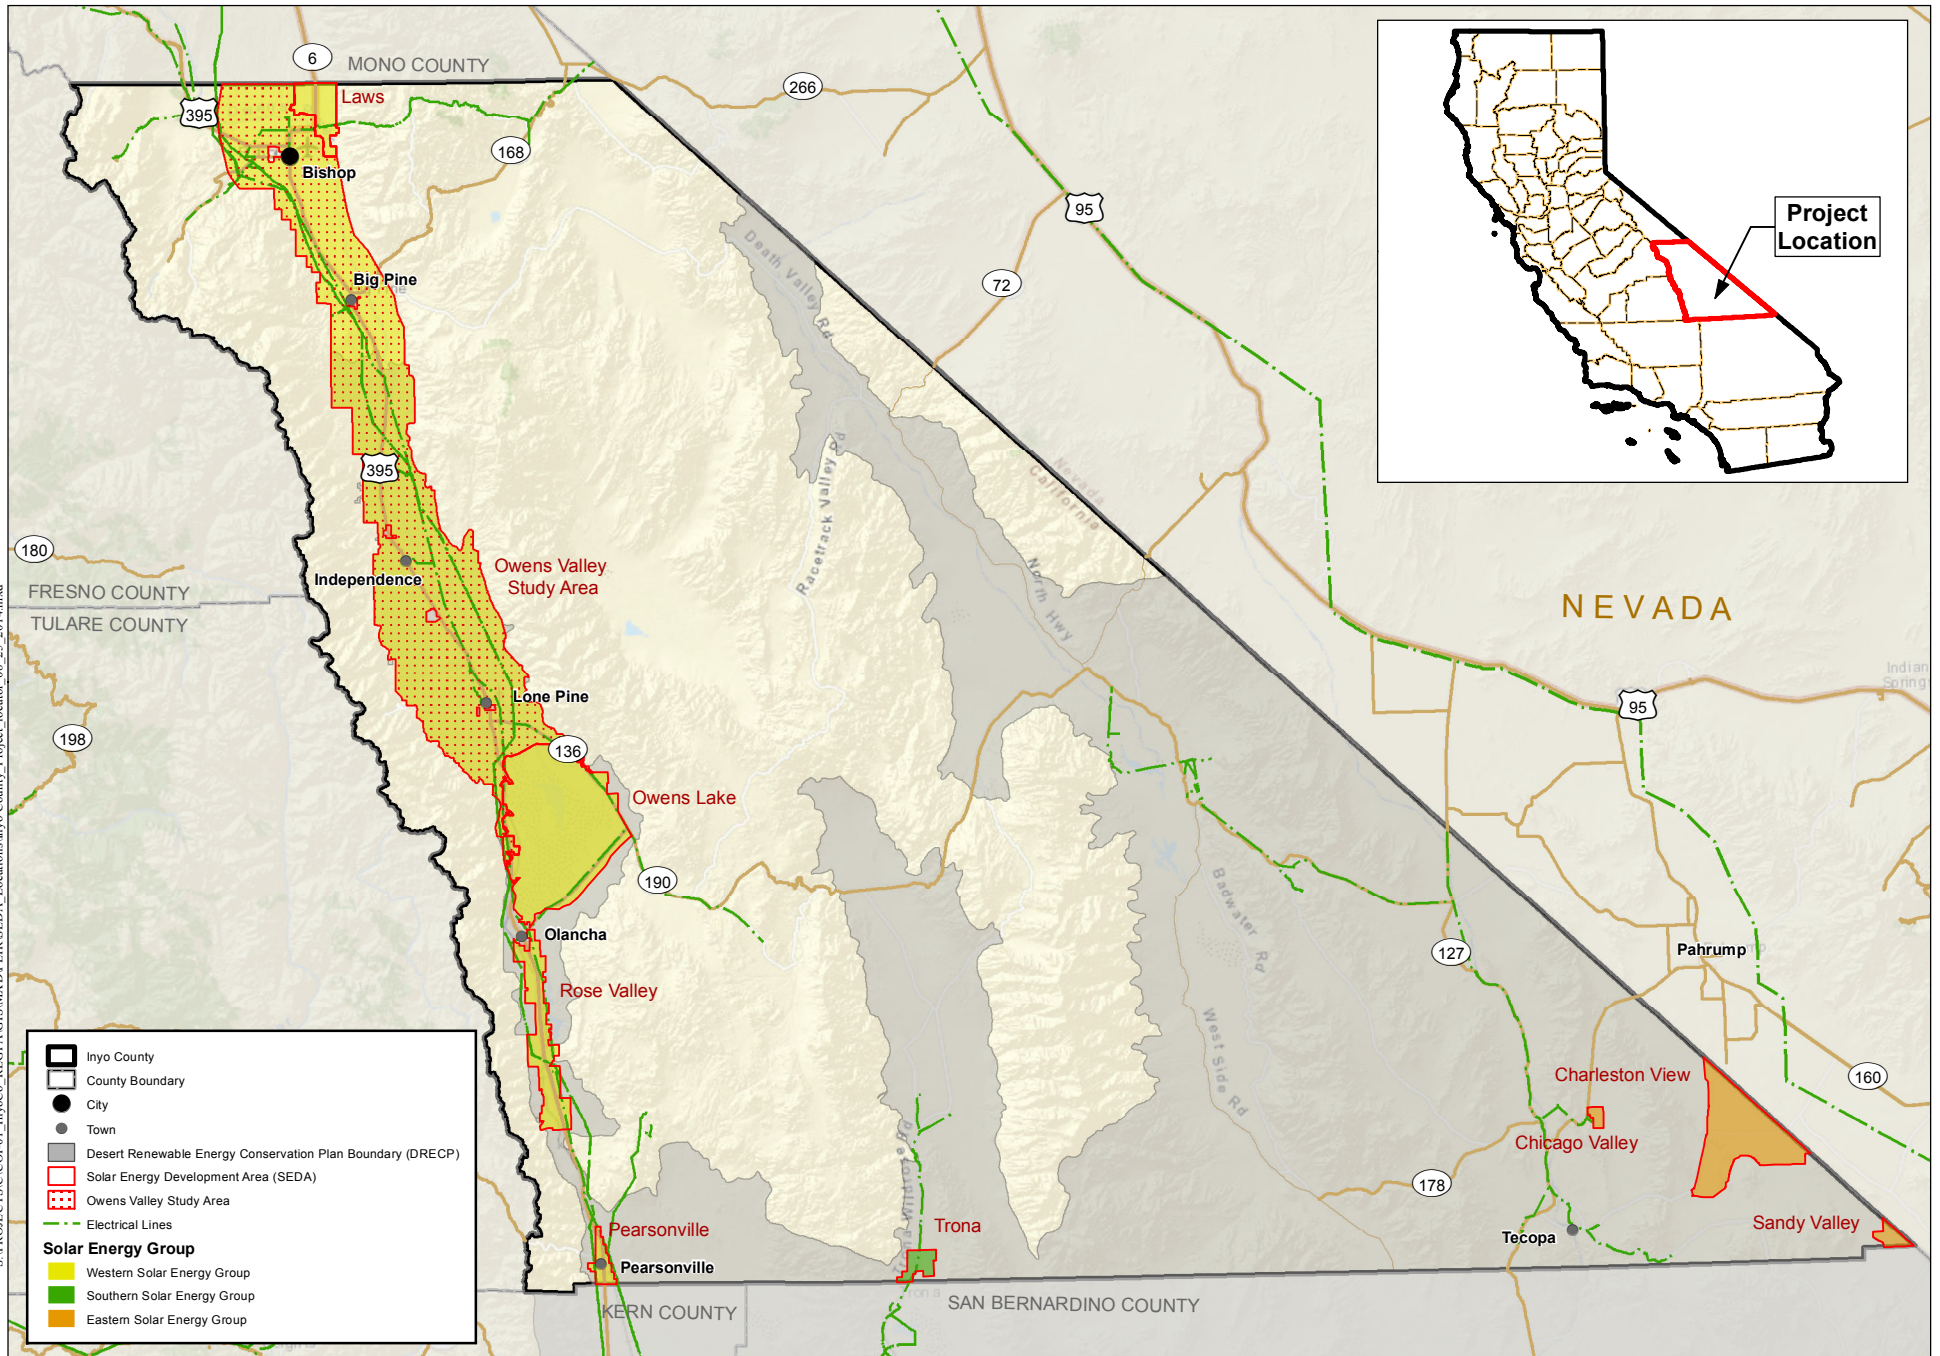 6
MONO COUNTY
395
Laws
168
266
Bishop
Big Pine
Death Valley Rd
95
72
Project
Location
395
Racetrack Valley Rd
Nevada
California
180
FRESNO COUNTY
TULARE COUNTY
Independence
Owens Valley
Study Area
North Hwy
NEVADA
Indian
Springs
Lone Pine
198
136
95
Owens Lake
190
Badwater Rd
Olancha
127
Pahrump
Rose Valley
West Side Rd
Charleston View
160
Chicago Valley
178
Pearsonville
Trona
Sandy Valley
Tecopa
Pearsonville
KERN COUNTY
SAN BERNARDINO COUNTY
Inyo County
County Boundary
City
Town
Desert Renewable Energy Conservation Plan Boundary (DRECP)
Solar Energy Development Area (SEDA)
Owens Valley Study Area
Electrical Lines
Solar Energy Group
Western Solar Energy Group
Southern Solar Energy Group
Eastern Solar Energy Group